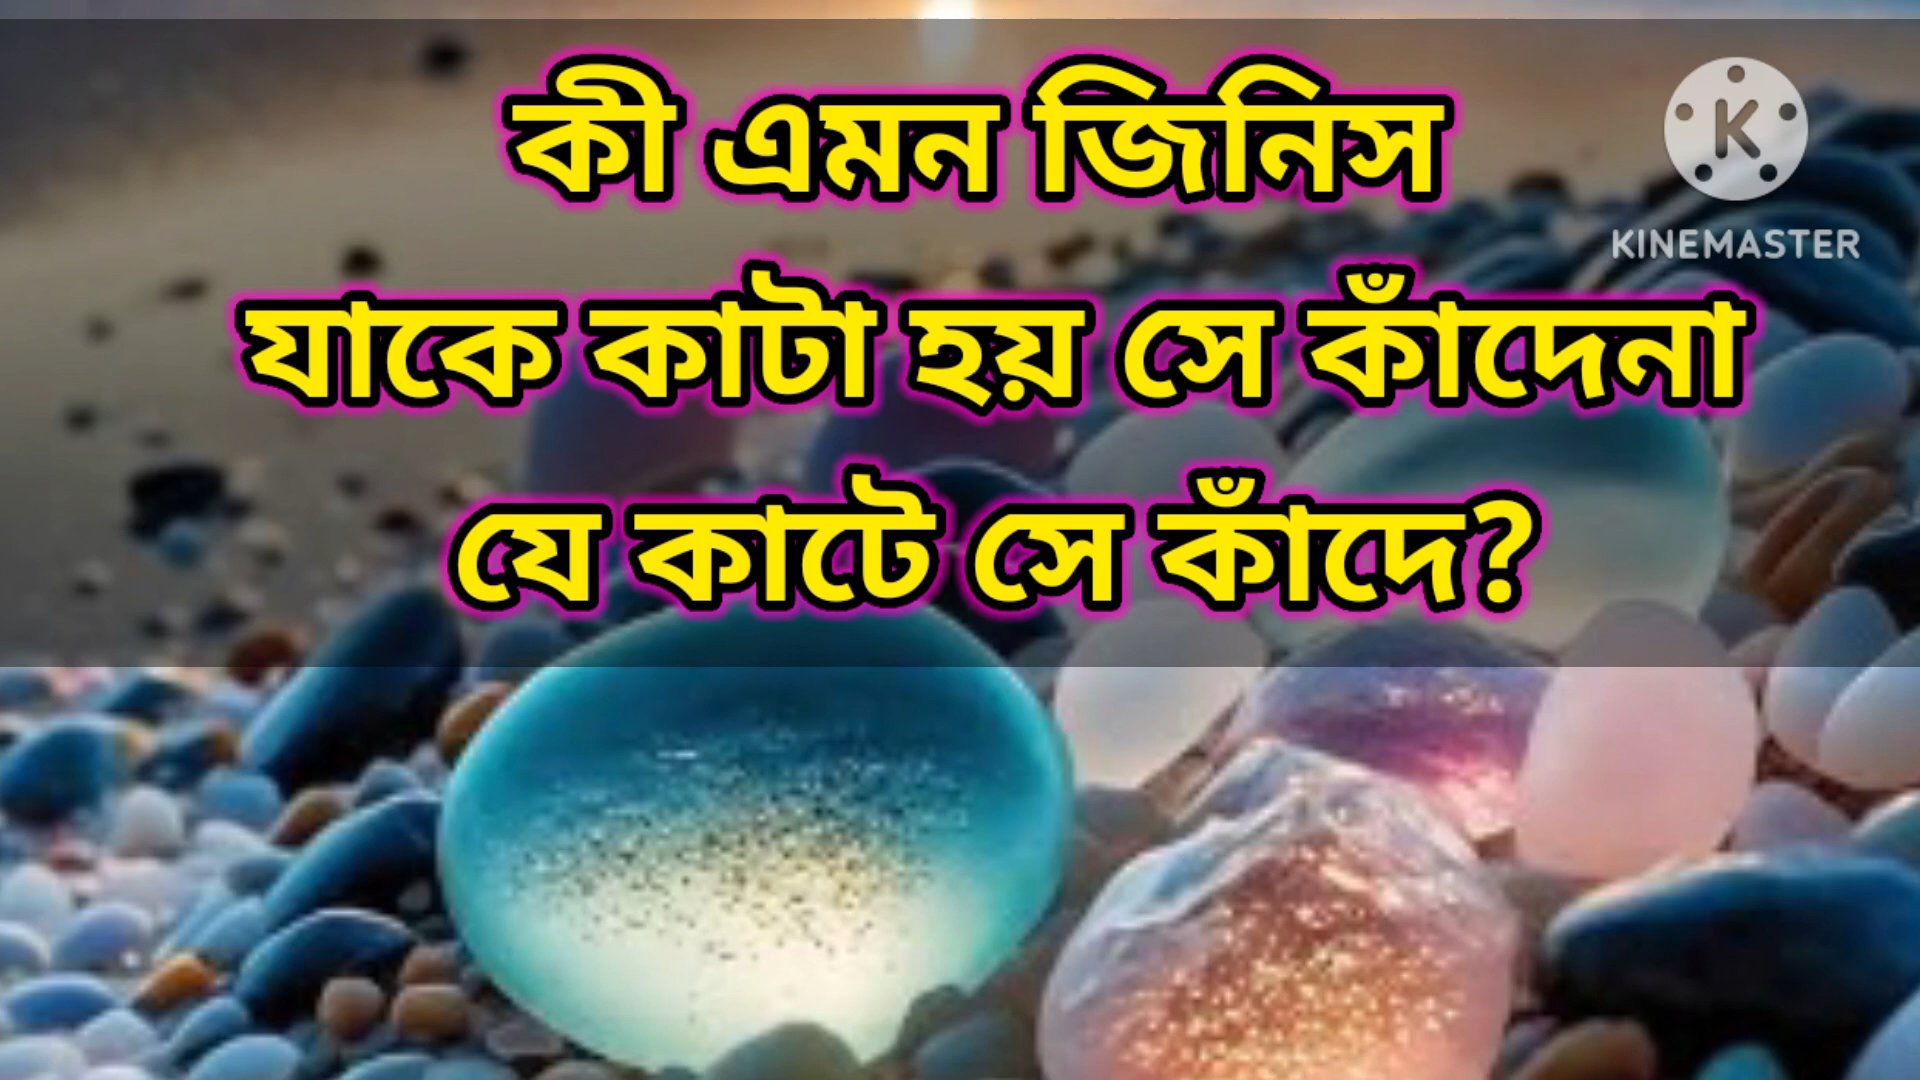 কী এমন জিনিস
K
KINEMASTER
যাকে কাটা হয় সে কাঁদেনা
যে কাটে সে কাঁদে?